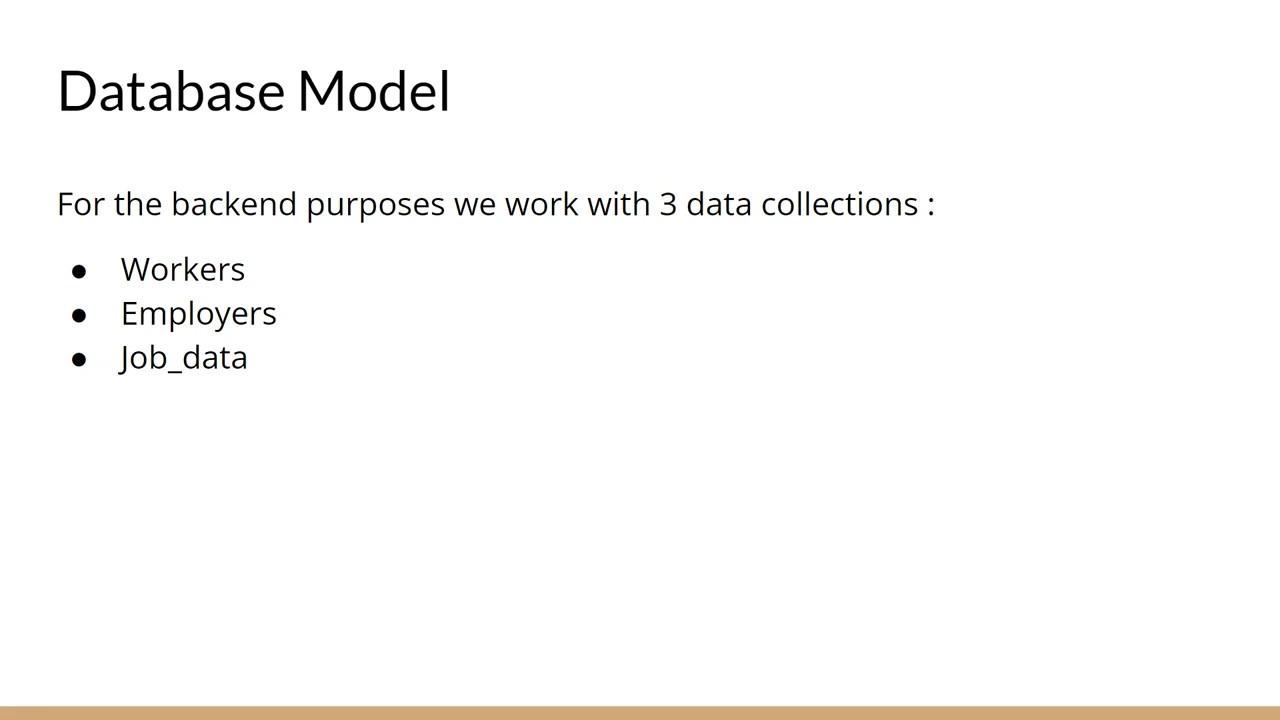 Database Model
For the backend purposes we work with 3 data collections :
● Workers
● Employers
● Job_data